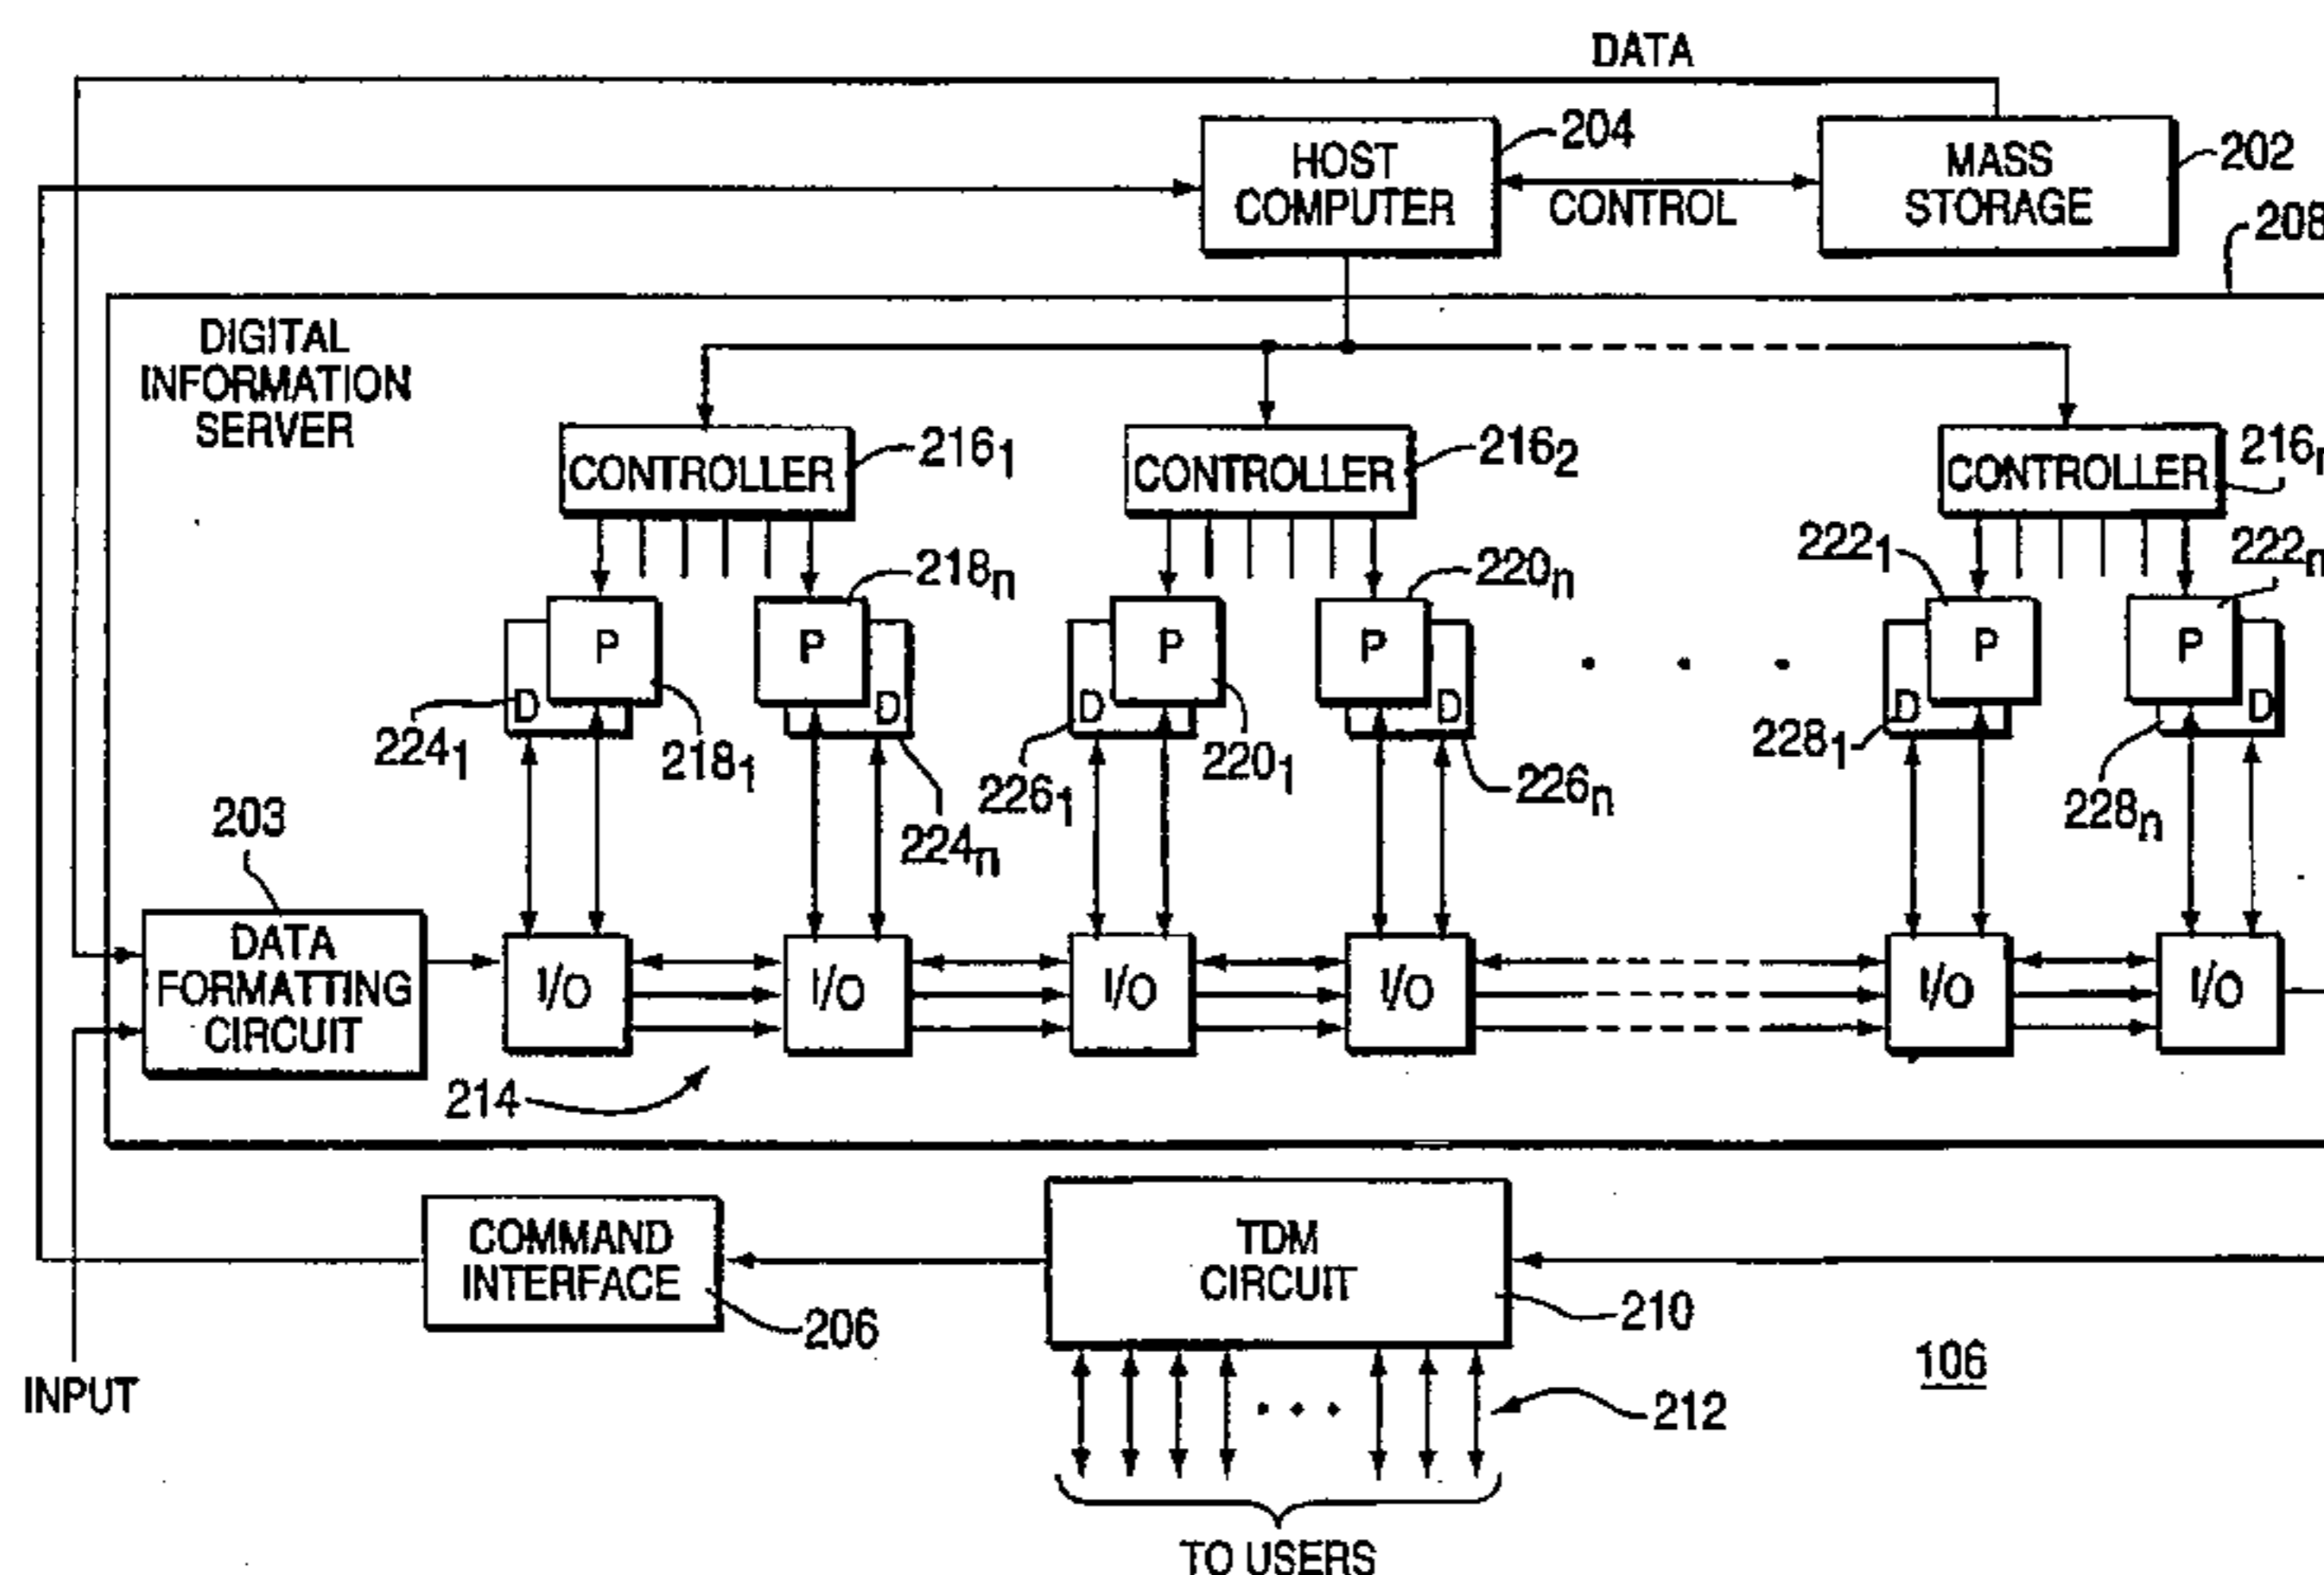 DATA
HOST
COMPUTER
204
CONTROL
MASS
STORAGE
202
208
DIGITAL
INFORMATION
SERVER
CONTROLLER
216₁
CONTROLLER
216₂
CONTROLLER
216n
P
D
218₁
224₁
P
D
218n
224n
P
D
220₁
226₁
P
D
220n
226n
. . .
P
D
222₁
228₁
P
D
222n
228n
203
DATA
FORMATTING
CIRCUIT
I/O
I/O
I/O
I/O
I/O
I/O
214
COMMAND
INTERFACE
206
TDM
CIRCUIT
210
106
INPUT
. . .
212
TO USERS